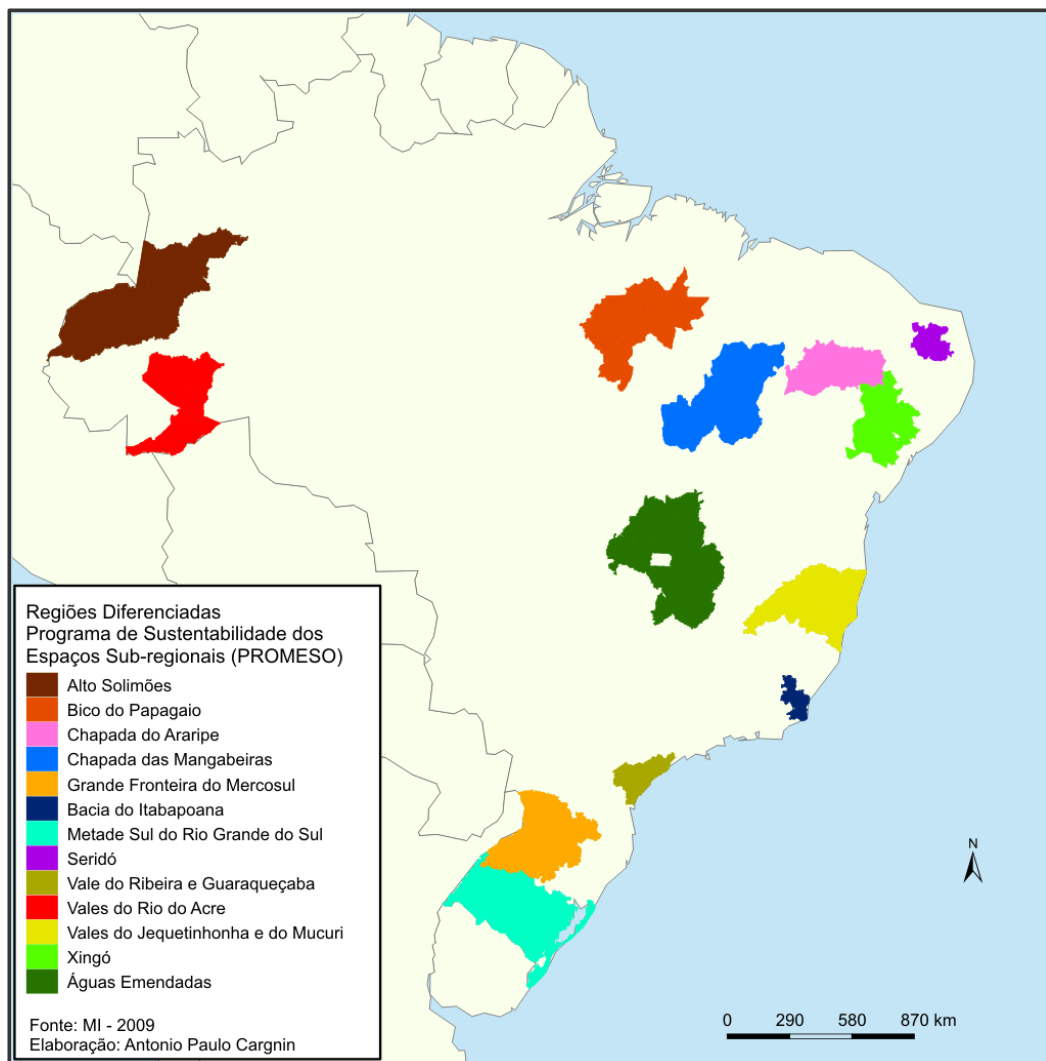 Regiões Diferenciadas
Programa de Sustentabilidade dos
Espaços Sub-regionais (PROMESO)
Alto Solimões
Bico do Papagaio
Chapada do Araripe
Chapada das Mangabeiras
Grande Fronteira do Mercosul
Bacia do Itabapoana
Metade Sul do Rio Grande do Sul
Seridó
Vale do Ribeira e Guaraqueçaba
Vales do Rio do Acre
Vales do Jequetinhonha e do Mucuri
Xingó
Águas Emendadas
Fonte: MI - 2009
Elaboração: Antonio Paulo Cargnin
N
0 290 580 870 km